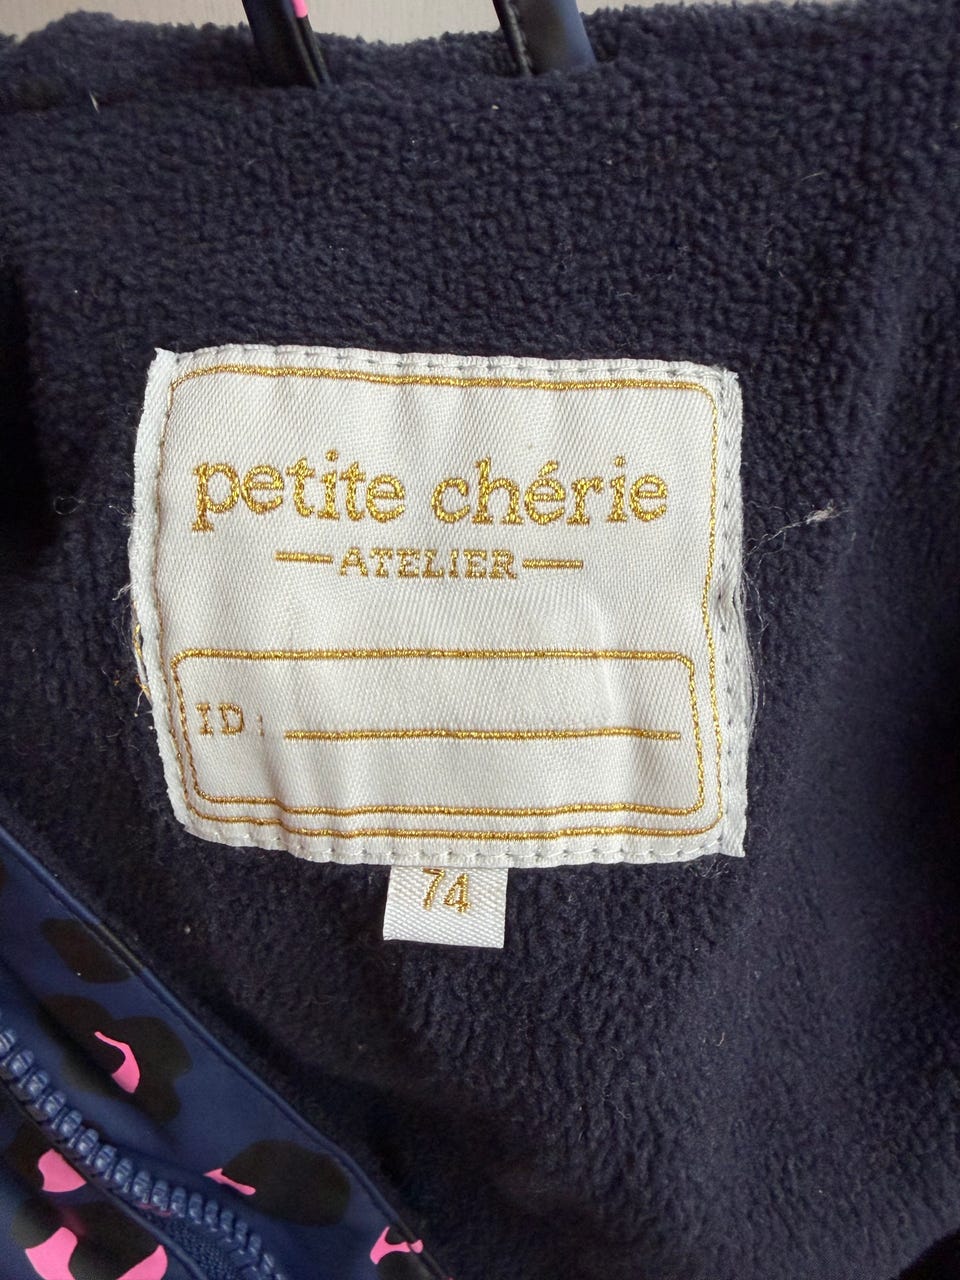 petite chérie
ATELIER
ID :
74